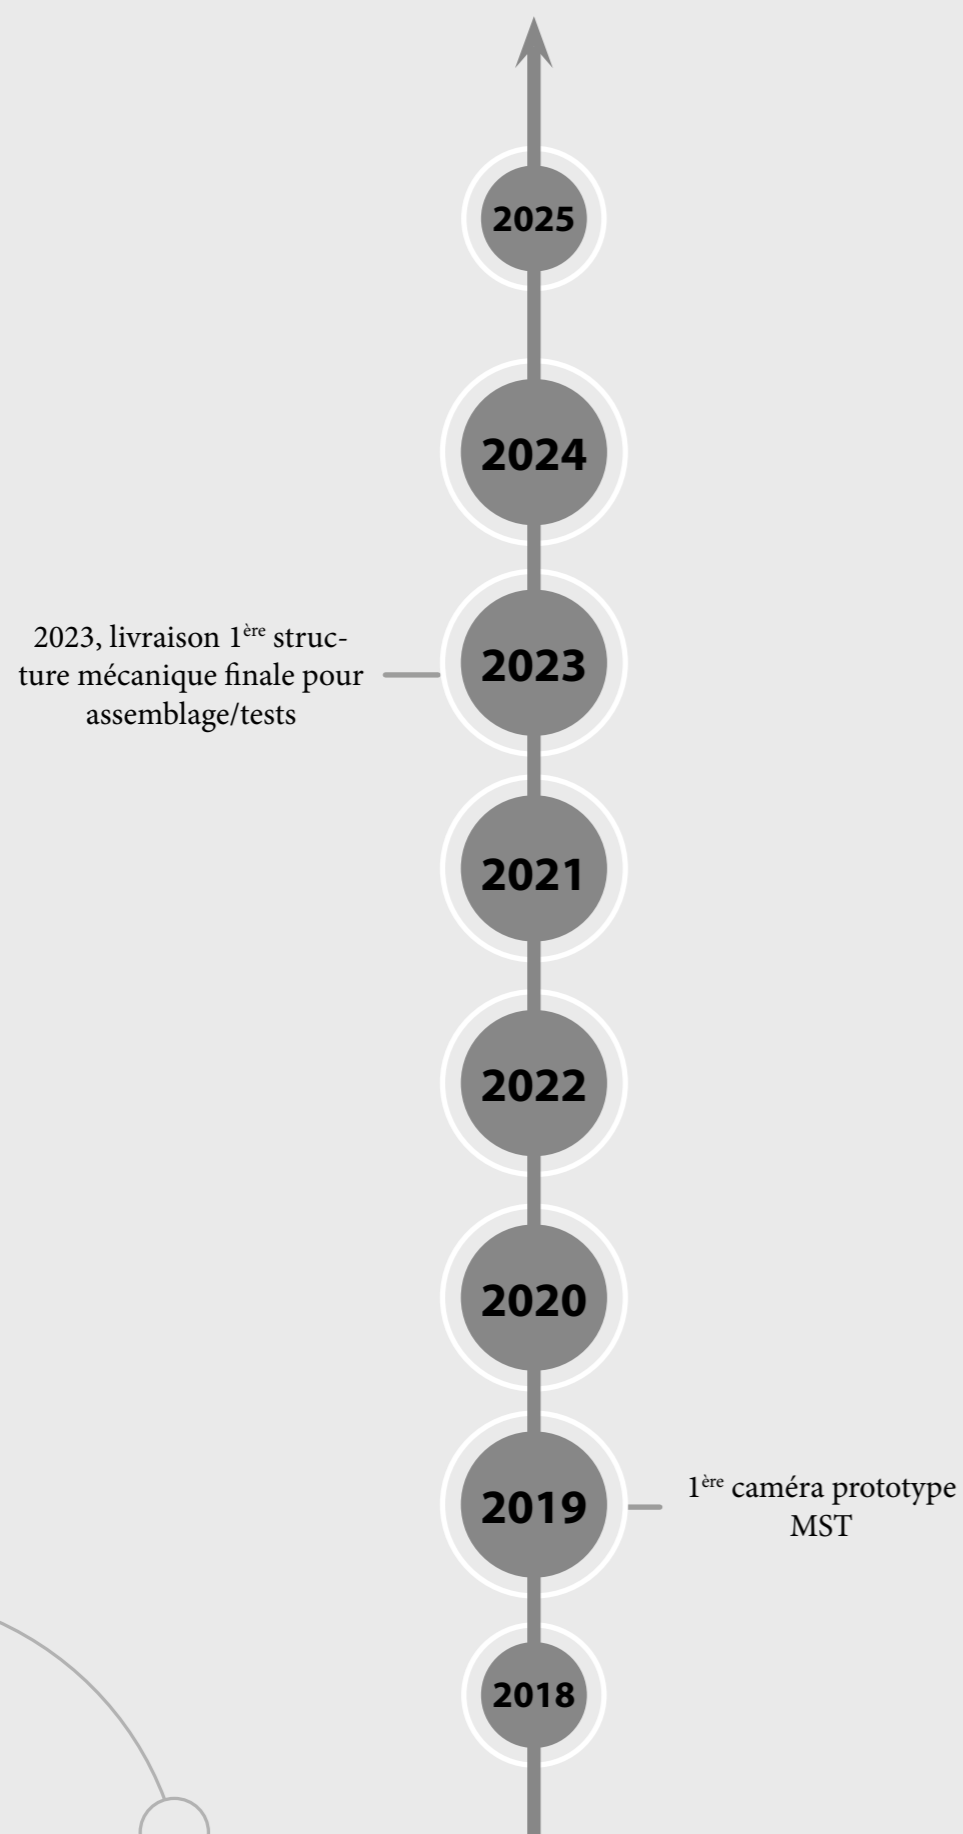 2025
2024
2023, livraison 1ère struc-
ture mécanique finale pour
assemblage/tests
2023
2021
2022
2020
2019
1ère caméra prototype
MST
2018